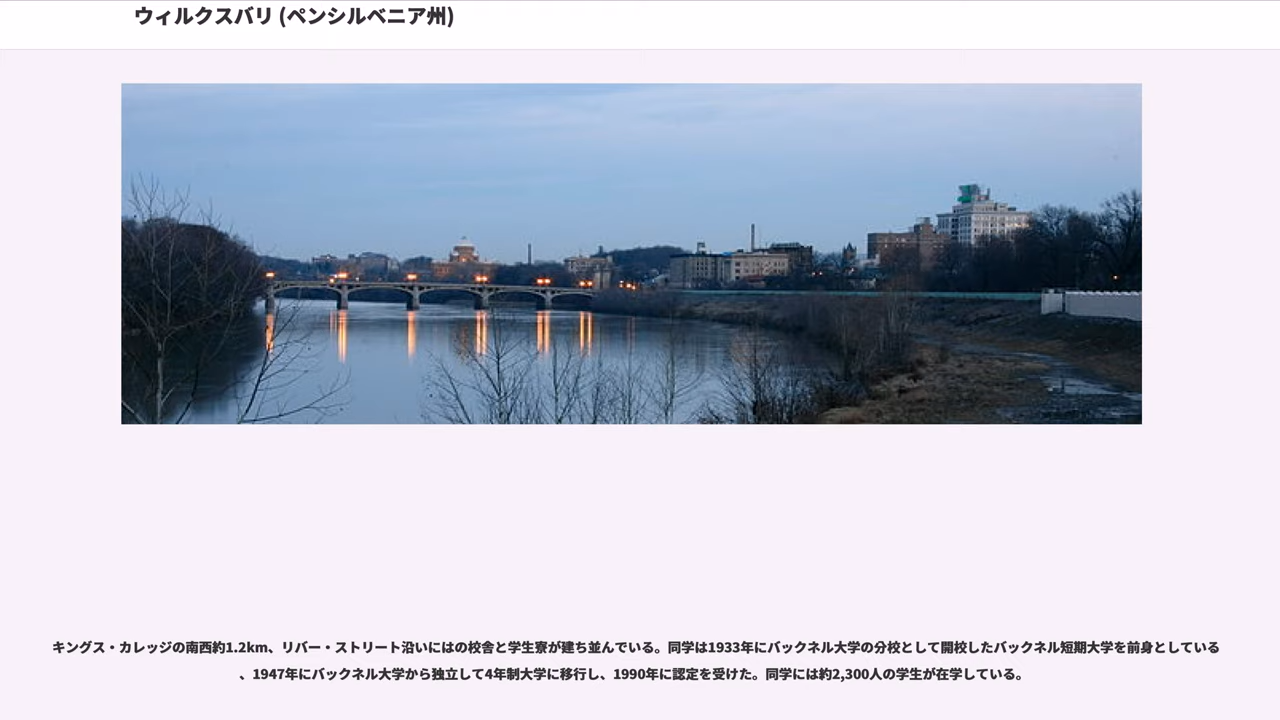 ウィルクスバリ (ペンシルベニア州)
キングス・カレッジの南西約1.2km、リバー・ストリート沿いにはの校舎と学生寮が建ち並んでいる。同学は1933年にバックネル大学の分校として開校したバックネル短期大学を前身としている
、1947年にバックネル大学から独立して4年制大学に移行し、1990年に認定を受けた。同学には約2,300人の学生が在学している。